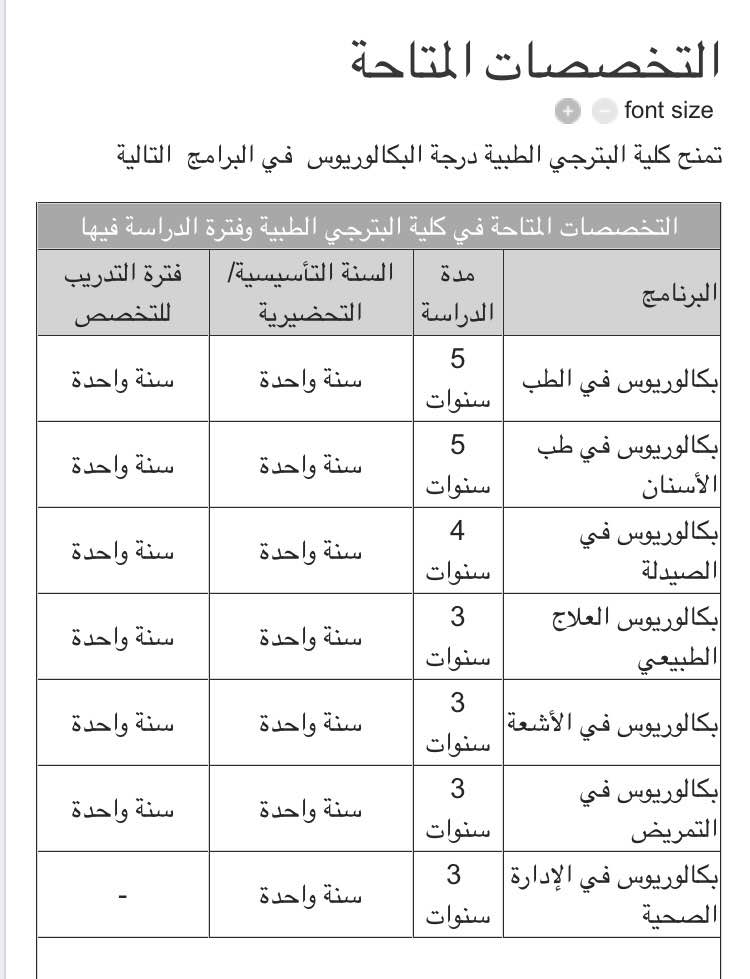 التخصصات المتاحة
font size
تمنح كلية البترجي الطبية درجة البكالوريوس في البرامج التالية
التخصصات المتاحة في كلية البترجي الطبية وفترة الدراسة فيها
البرنامج
مدة
الدراسة
السنة التأسيسية/
التحضيرية
فترة التدريب
للتخصص
بكالوريوس في الطب
5
سنوات
سنة واحدة
سنة واحدة
بكالوريوس في طب
الأسنان
5
سنوات
سنة واحدة
سنة واحدة
بكالوريوس في
الصيدلة
4
سنوات
سنة واحدة
سنة واحدة
بكالوريوس العلاج
الطبيعي
3
سنوات
سنة واحدة
سنة واحدة
بكالوريوس في الأشعة
3
سنوات
سنة واحدة
سنة واحدة
بكالوريوس في
التمريض
3
سنوات
سنة واحدة
سنة واحدة
بكالوريوس في الإدارة
الصحية
3
سنوات
سنة واحدة
-